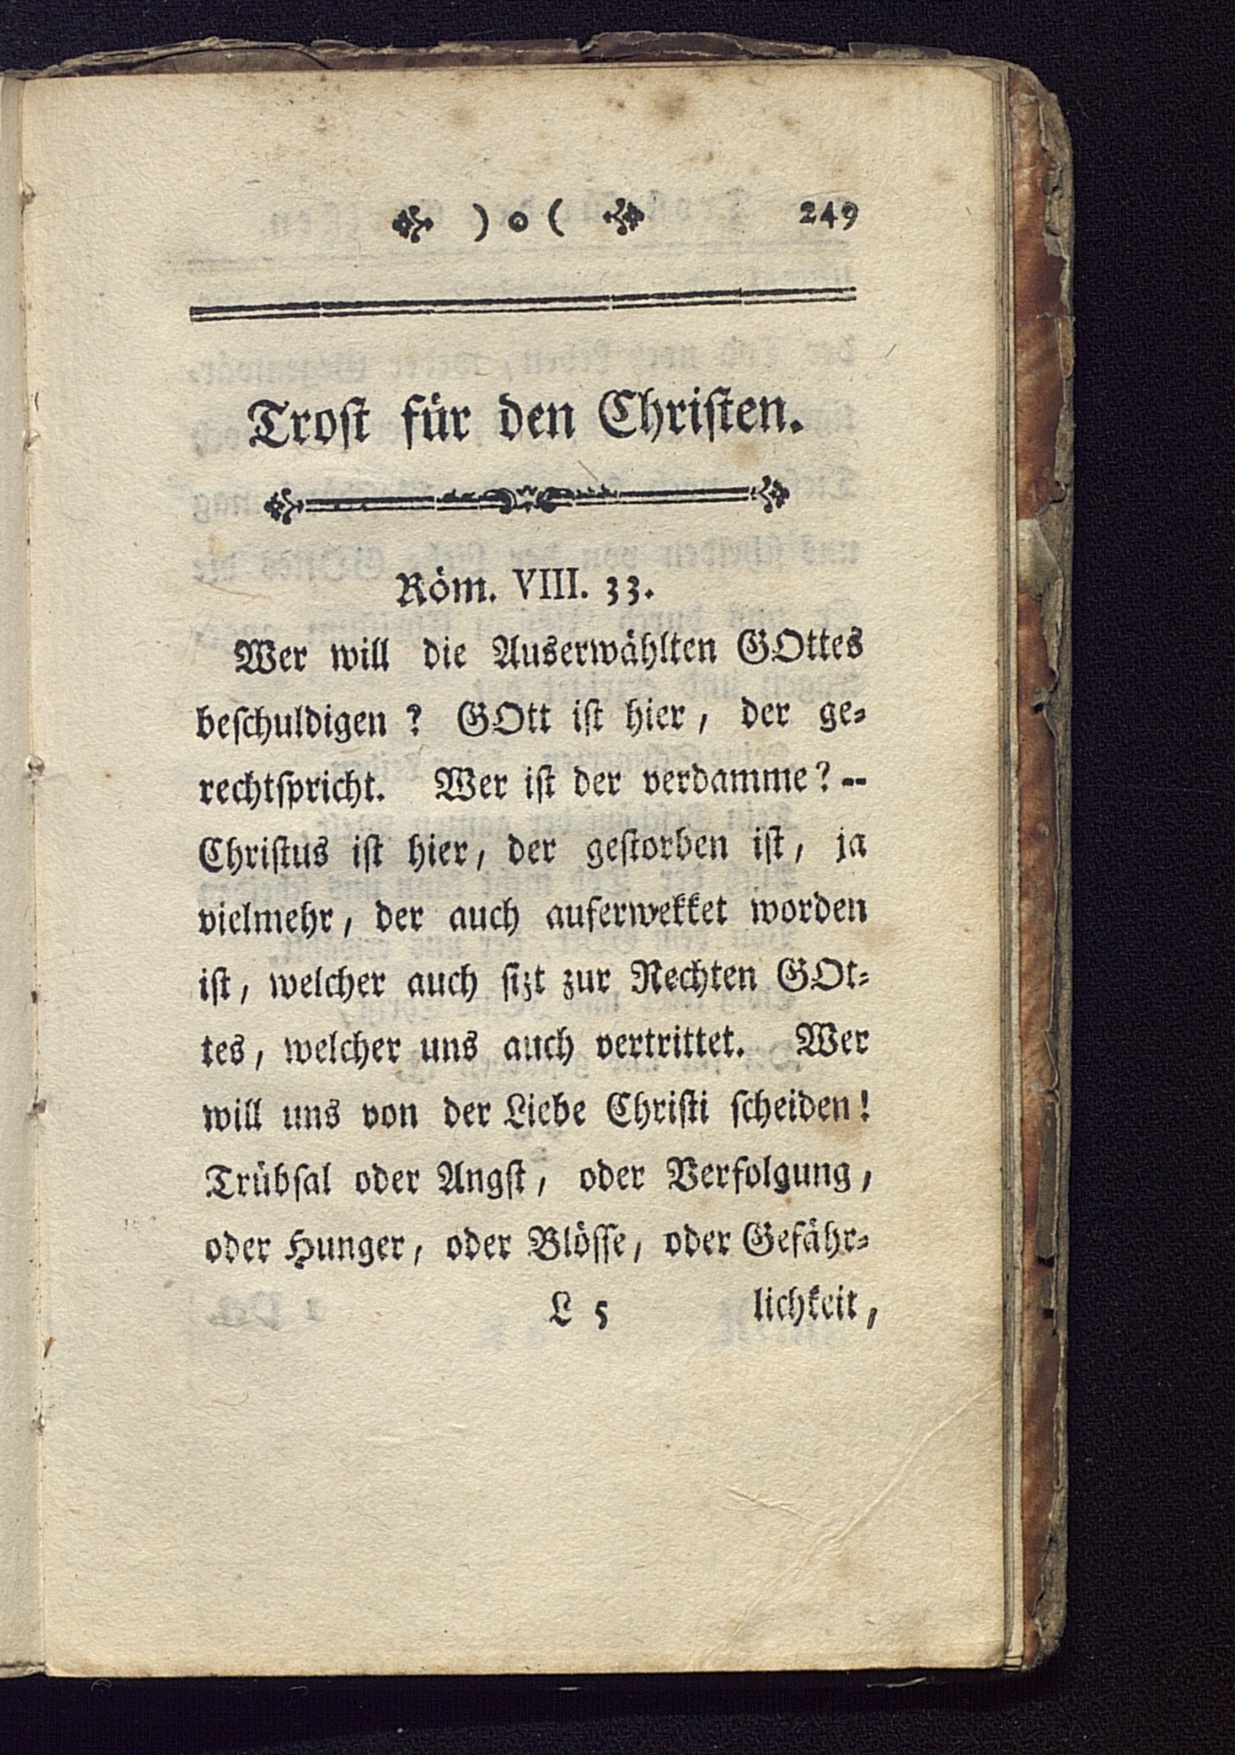 ) o ( 249
Trost für den Christen.
Röm. VIII. 33.
Wer will die Auserwählten GOttes
beschuldigen? GOtt ist hier, der ge-
rechtspricht. Wer ist der verdamme? --
Christus ist hier, der gestorben ist, ja
vielmehr, der auch auferwekket worden
ist, welcher auch sizt zur Rechten GOt-
tes, welcher uns auch vertrittet. Wer
will uns von der Liebe Christi scheiden!
Trübsal oder Angst, oder Verfolgung,
oder Hunger, oder Blösse, oder Gefähr-
L 5 lichkeit,